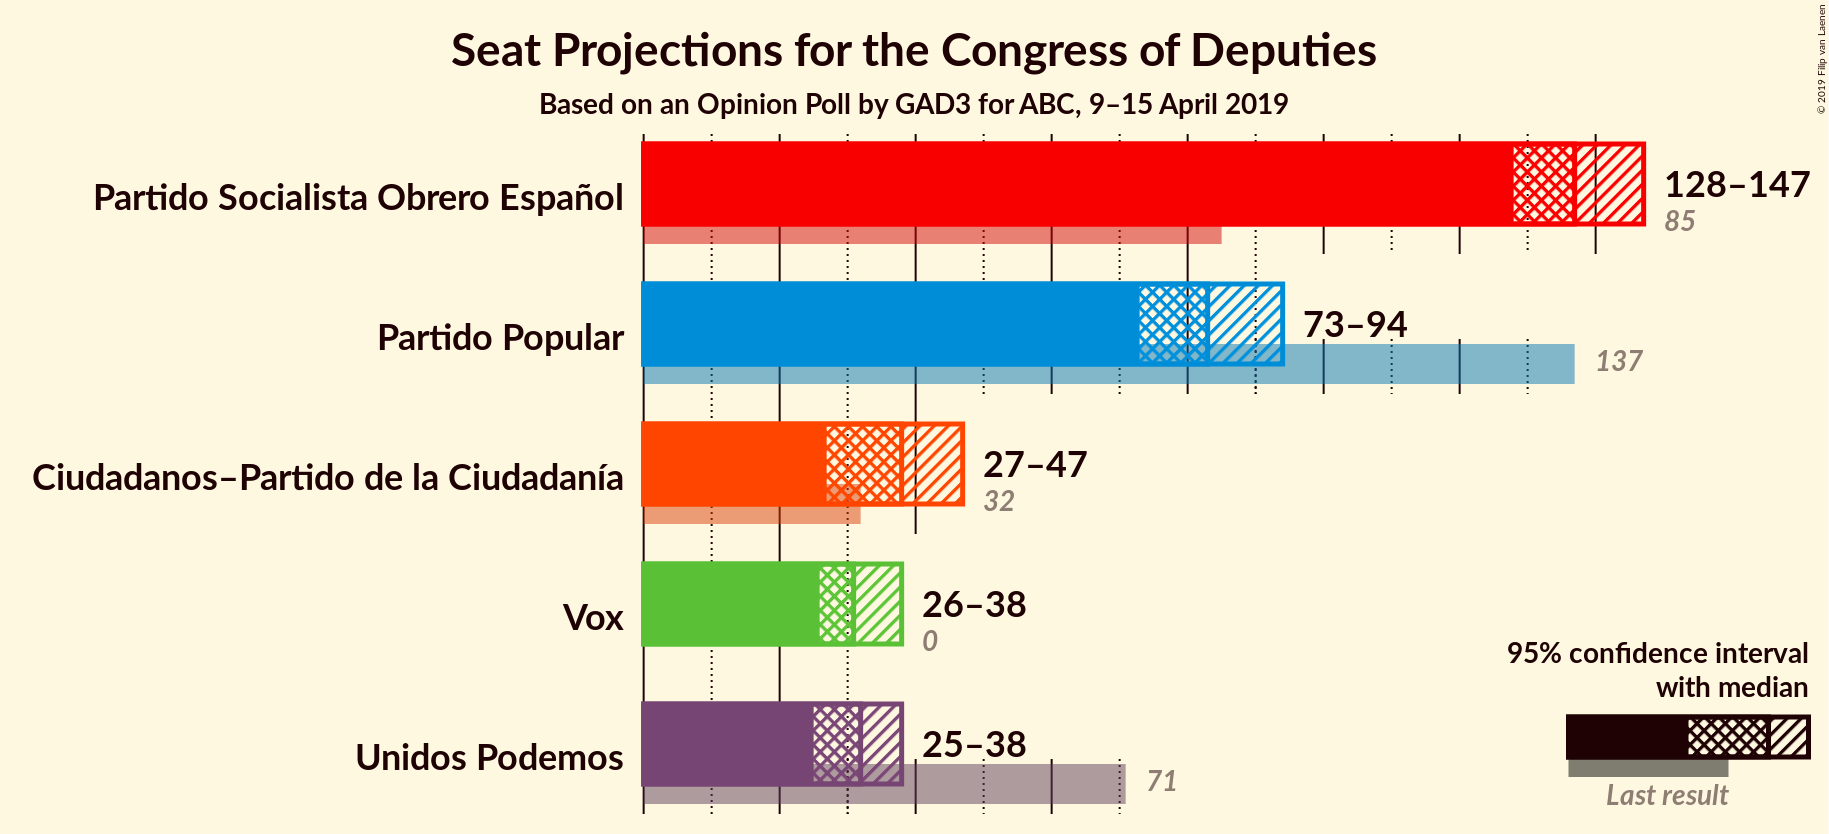 Seat Projections for the Congress of Deputies
Based on an Opinion Poll by GAD3 for ABC, 9–15 April 2019
© 2019 Filip van Laenen
Partido Socialista Obrero Español
128–147
85
Partido Popular
73–94
137
Ciudadanos–Partido de la Ciudadanía
27–47
32
Vox
26–38
0
Unidos Podemos
25–38
71
95% confidence interval
with median
Last result